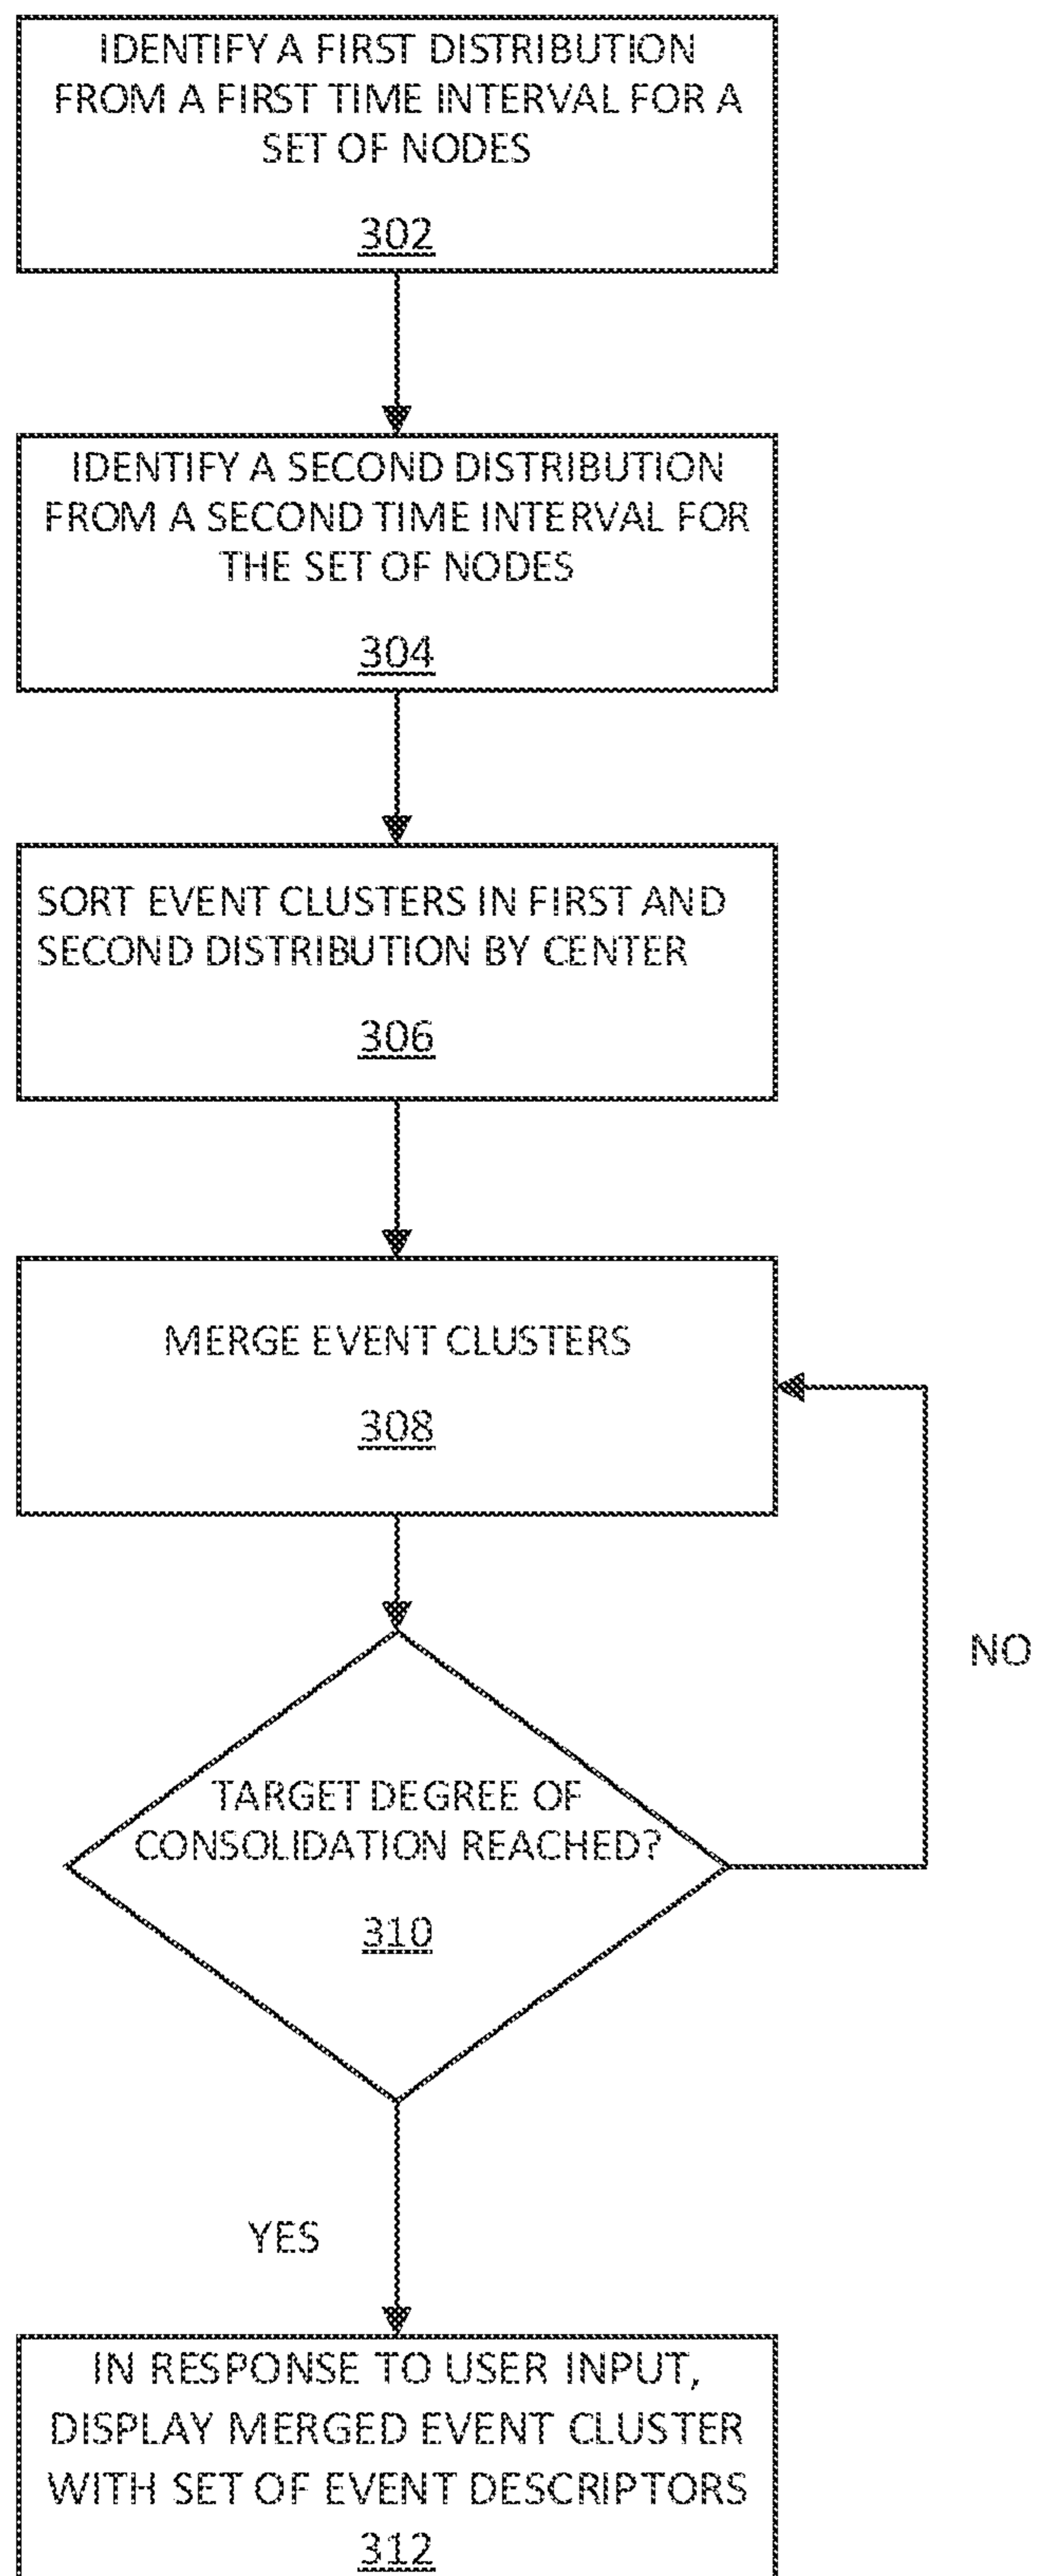 IDENTIFY A FIRST DISTRIBUTION
FROM A FIRST TIME INTERVAL FOR A
SET OF NODES
302
IDENTIFY A SECOND DISTRIBUTION
FROM A SECOND TIME INTERVAL FOR
THE SET OF NODES
304
SORT EVENT CLUSTERS IN FIRST AND
SECOND DISTRIBUTION BY CENTER
306
MERGE EVENT CLUSTERS
308
NO
TARGET DEGREE OF
CONSOLIDATION REACHED?
310
YES
IN RESPONSE TO USER INPUT,
DISPLAY MERGED EVENT CLUSTER
WITH SET OF EVENT DESCRIPTORS
312